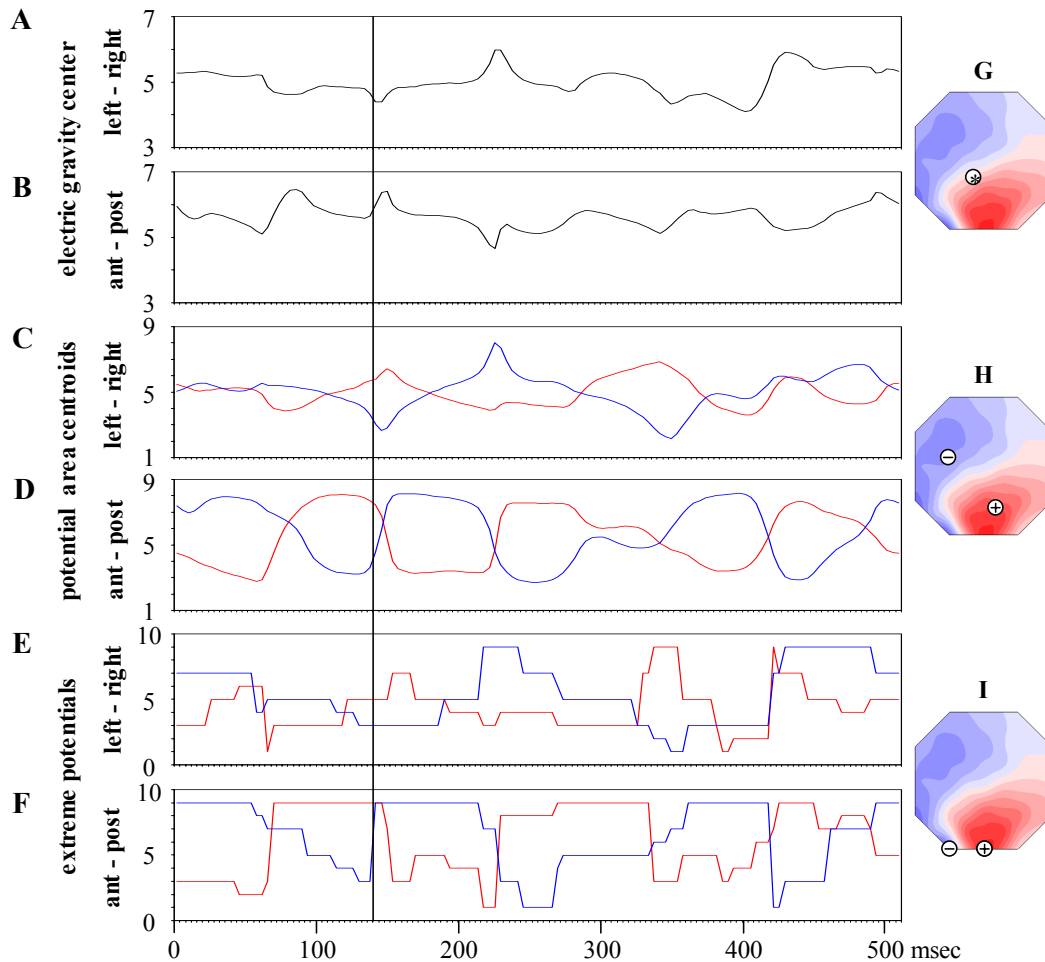 A
electric gravity center
left - right
7
5
3
B
ant - post
7
5
3
C
potential area centroids
left - right
9
5
1
D
ant - post
9
5
1
E
extreme potentials
left - right
10
5
0
F
ant - post
10
5
0
0 100 200 300 400 500 msec
G
*
H
−
+
I
− +